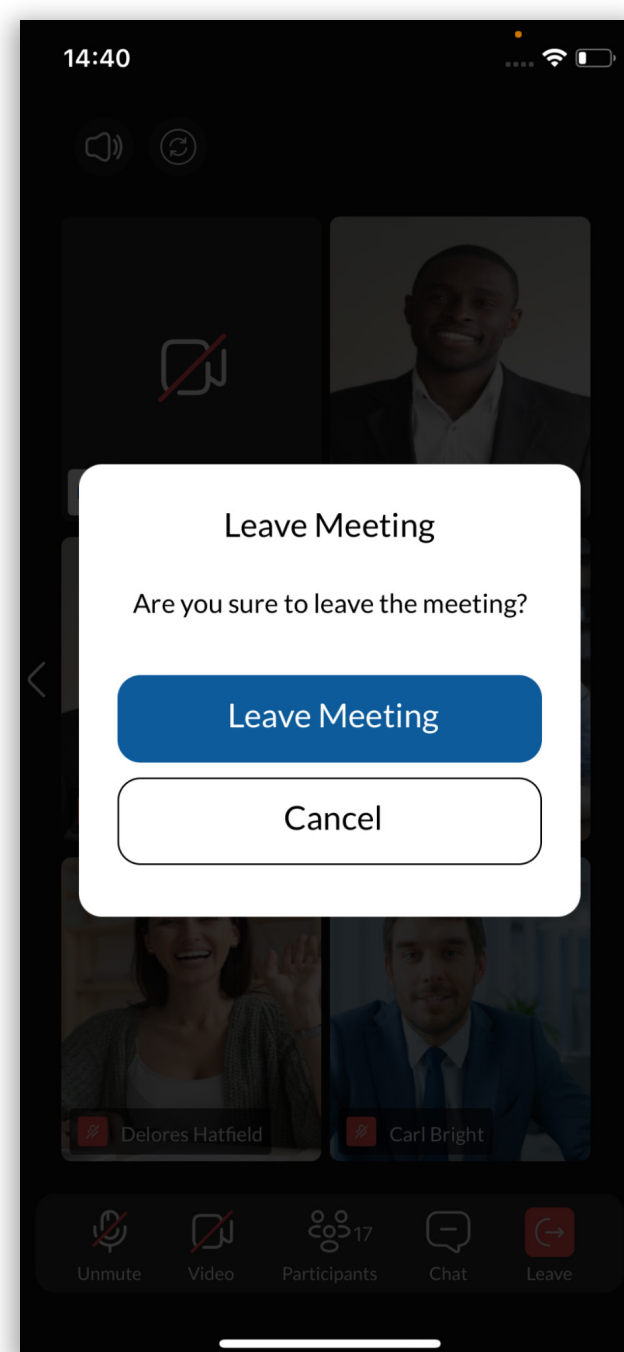 14:40
Leave Meeting
Are you sure to leave the meeting?
Leave Meeting
Cancel
Delores Hatfield
Carl Bright
17
Unmute
Video
Participants
Chat
Leave